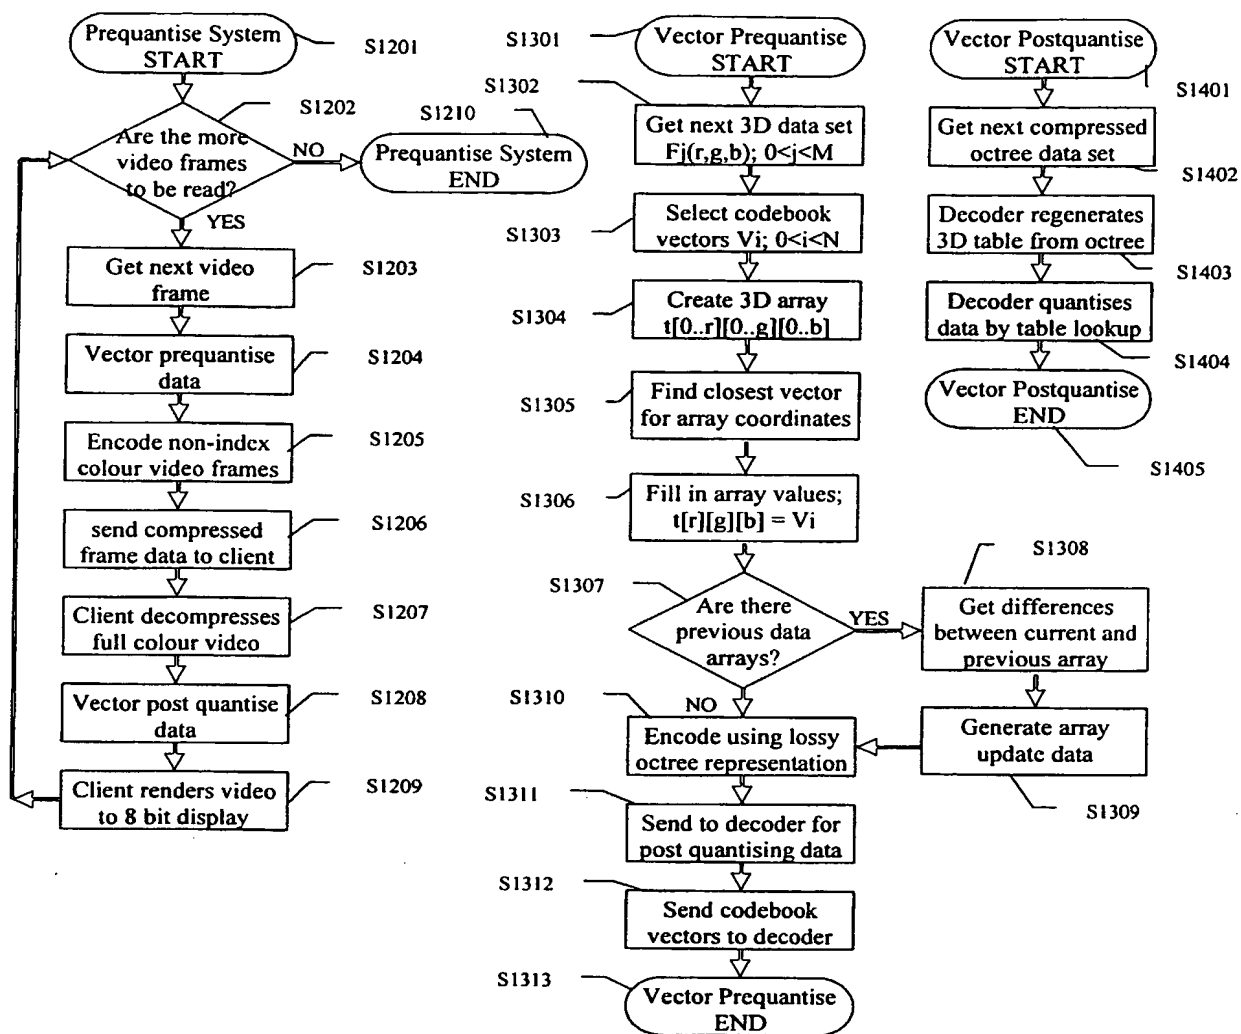 Prequantise System
START
S1201
S1202
Are the more
video frames
to be read?
NO
S1210
Prequantise System
END
YES
Get next video
frame
S1203
Vector prequantise
data
S1204
Encode non-index
colour video frames
S1205
send compressed
frame data to client
S1206
Client decompresses
full colour video
S1207
Vector post quantise
data
S1208
Client renders video
to 8 bit display
S1209
S1301
Vector Prequantise
START
S1302
Get next 3D data set
Fj(r,g,b); 0<j<M
S1303
Select codebook
vectors Vi; 0<i<N
S1304
Create 3D array
t[0..r][0..g][0..b]
S1305
Find closest vector
for array coordinates
S1306
Fill in array values;
t[r][g][b] = Vi
S1307
Are there
previous data
arrays?
YES
S1308
Get differences
between current and
previous array
Generate array
update data
S1309
NO
S1310
Encode using lossy
octree representation
S1311
Send to decoder for
post quantising data
S1312
Send codebook
vectors to decoder
S1313
Vector Prequantise
END
Vector Postquantise
START
S1401
Get next compressed
octree data set
S1402
Decoder regenerates
3D table from octree
S1403
Decoder quantises
data by table lookup
S1404
Vector Postquantise
END
S1405